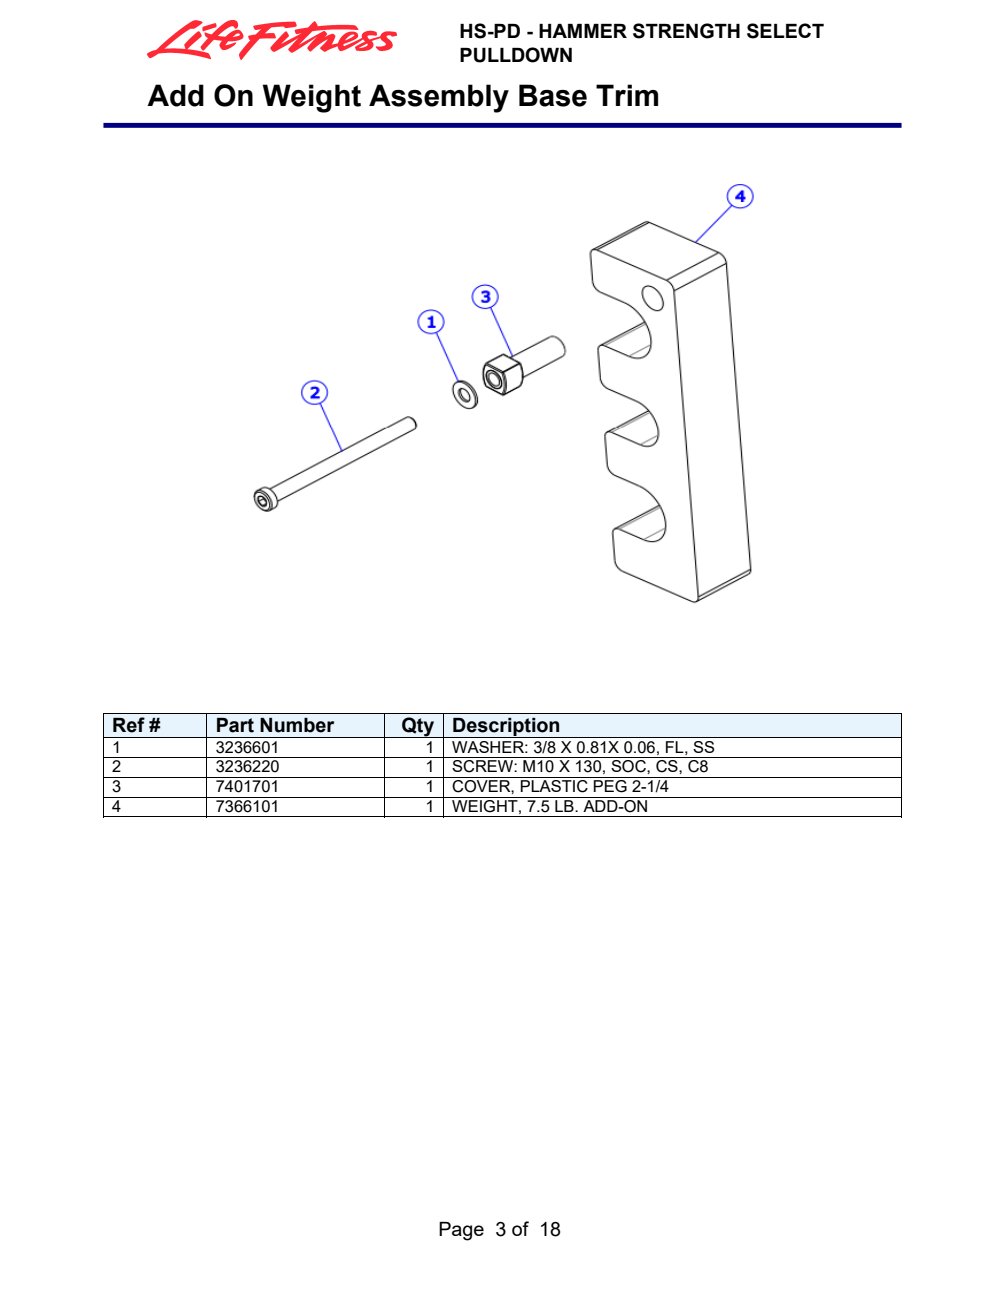 Life Fitness
HS-PD - HAMMER STRENGTH SELECT
PULLDOWN
Add On Weight Assembly Base Trim
4
3
1
2
Ref # Part Number Qty Description
1 3236601 1 WASHER: 3/8 X 0.81X 0.06, FL, SS
2 3236220 1 SCREW: M10 X 130, SOC, CS, C8
3 7401701 1 COVER, PLASTIC PEG 2-1/4
4 7366101 1 WEIGHT, 7.5 LB. ADD-ON
Page 3 of 18